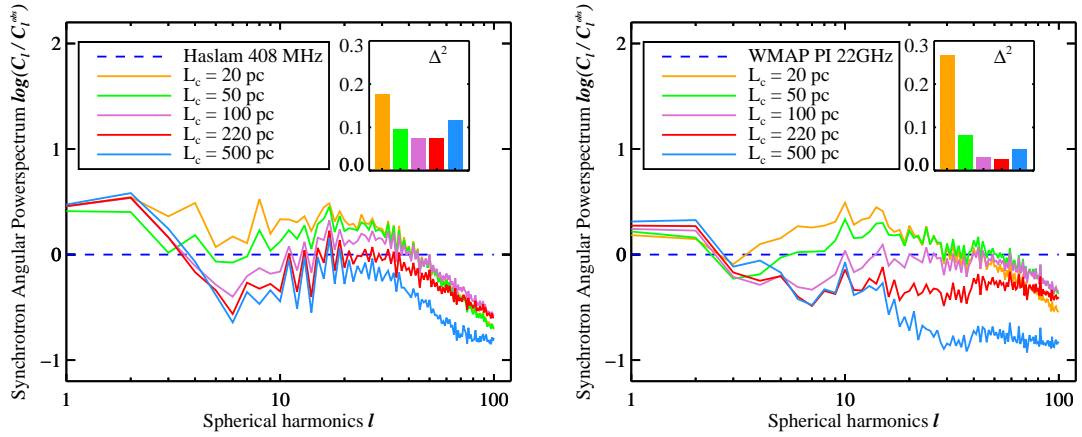 Synchrotron Angular Powerspectrum log(C_l / C_l^obs)
2
1
0
−1
Haslam 408 MHz
L_c = 20 pc
L_c = 50 pc
L_c = 100 pc
L_c = 220 pc
L_c = 500 pc
0.3
0.2
0.1
0.0
Δ²
1
10
100
Spherical harmonics l
Synchrotron Angular Powerspectrum log(C_l / C_l^obs)
2
1
0
−1
WMAP PI 22GHz
L_c = 20 pc
L_c = 50 pc
L_c = 100 pc
L_c = 220 pc
L_c = 500 pc
0.3
0.2
0.1
0.0
Δ²
1
10
100
Spherical harmonics l